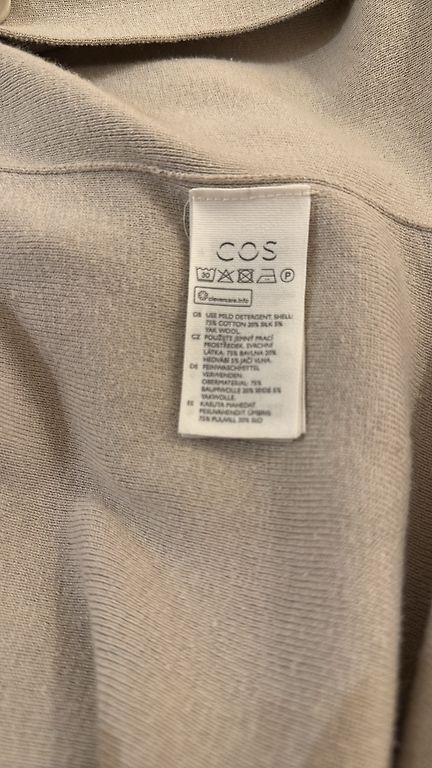 COS
30 P
clevercare.info
GB USE MILD DETERGENT. SHELL:
75% COTTON 20% SILK 5%
YAK WOOL.
CZ POUŽIJTE JEMNÝ PRACÍ
PROSTŘEDEK. SVRCHNÍ
LÁTKA: 75% BAVLNA 20%
HEDVÁBÍ 5% JAČÍ VLNA.
DE FEINWASCHMITTEL
VERWENDEN.
OBERMATERIAL: 75%
BAUMWOLLE 20% SEIDE 5%
YAKWOLLE.
EE KASUTA MAHEDAT
PESUVAHENDIT. ÜMBRIS:
75% PUUVILL 20% SIID